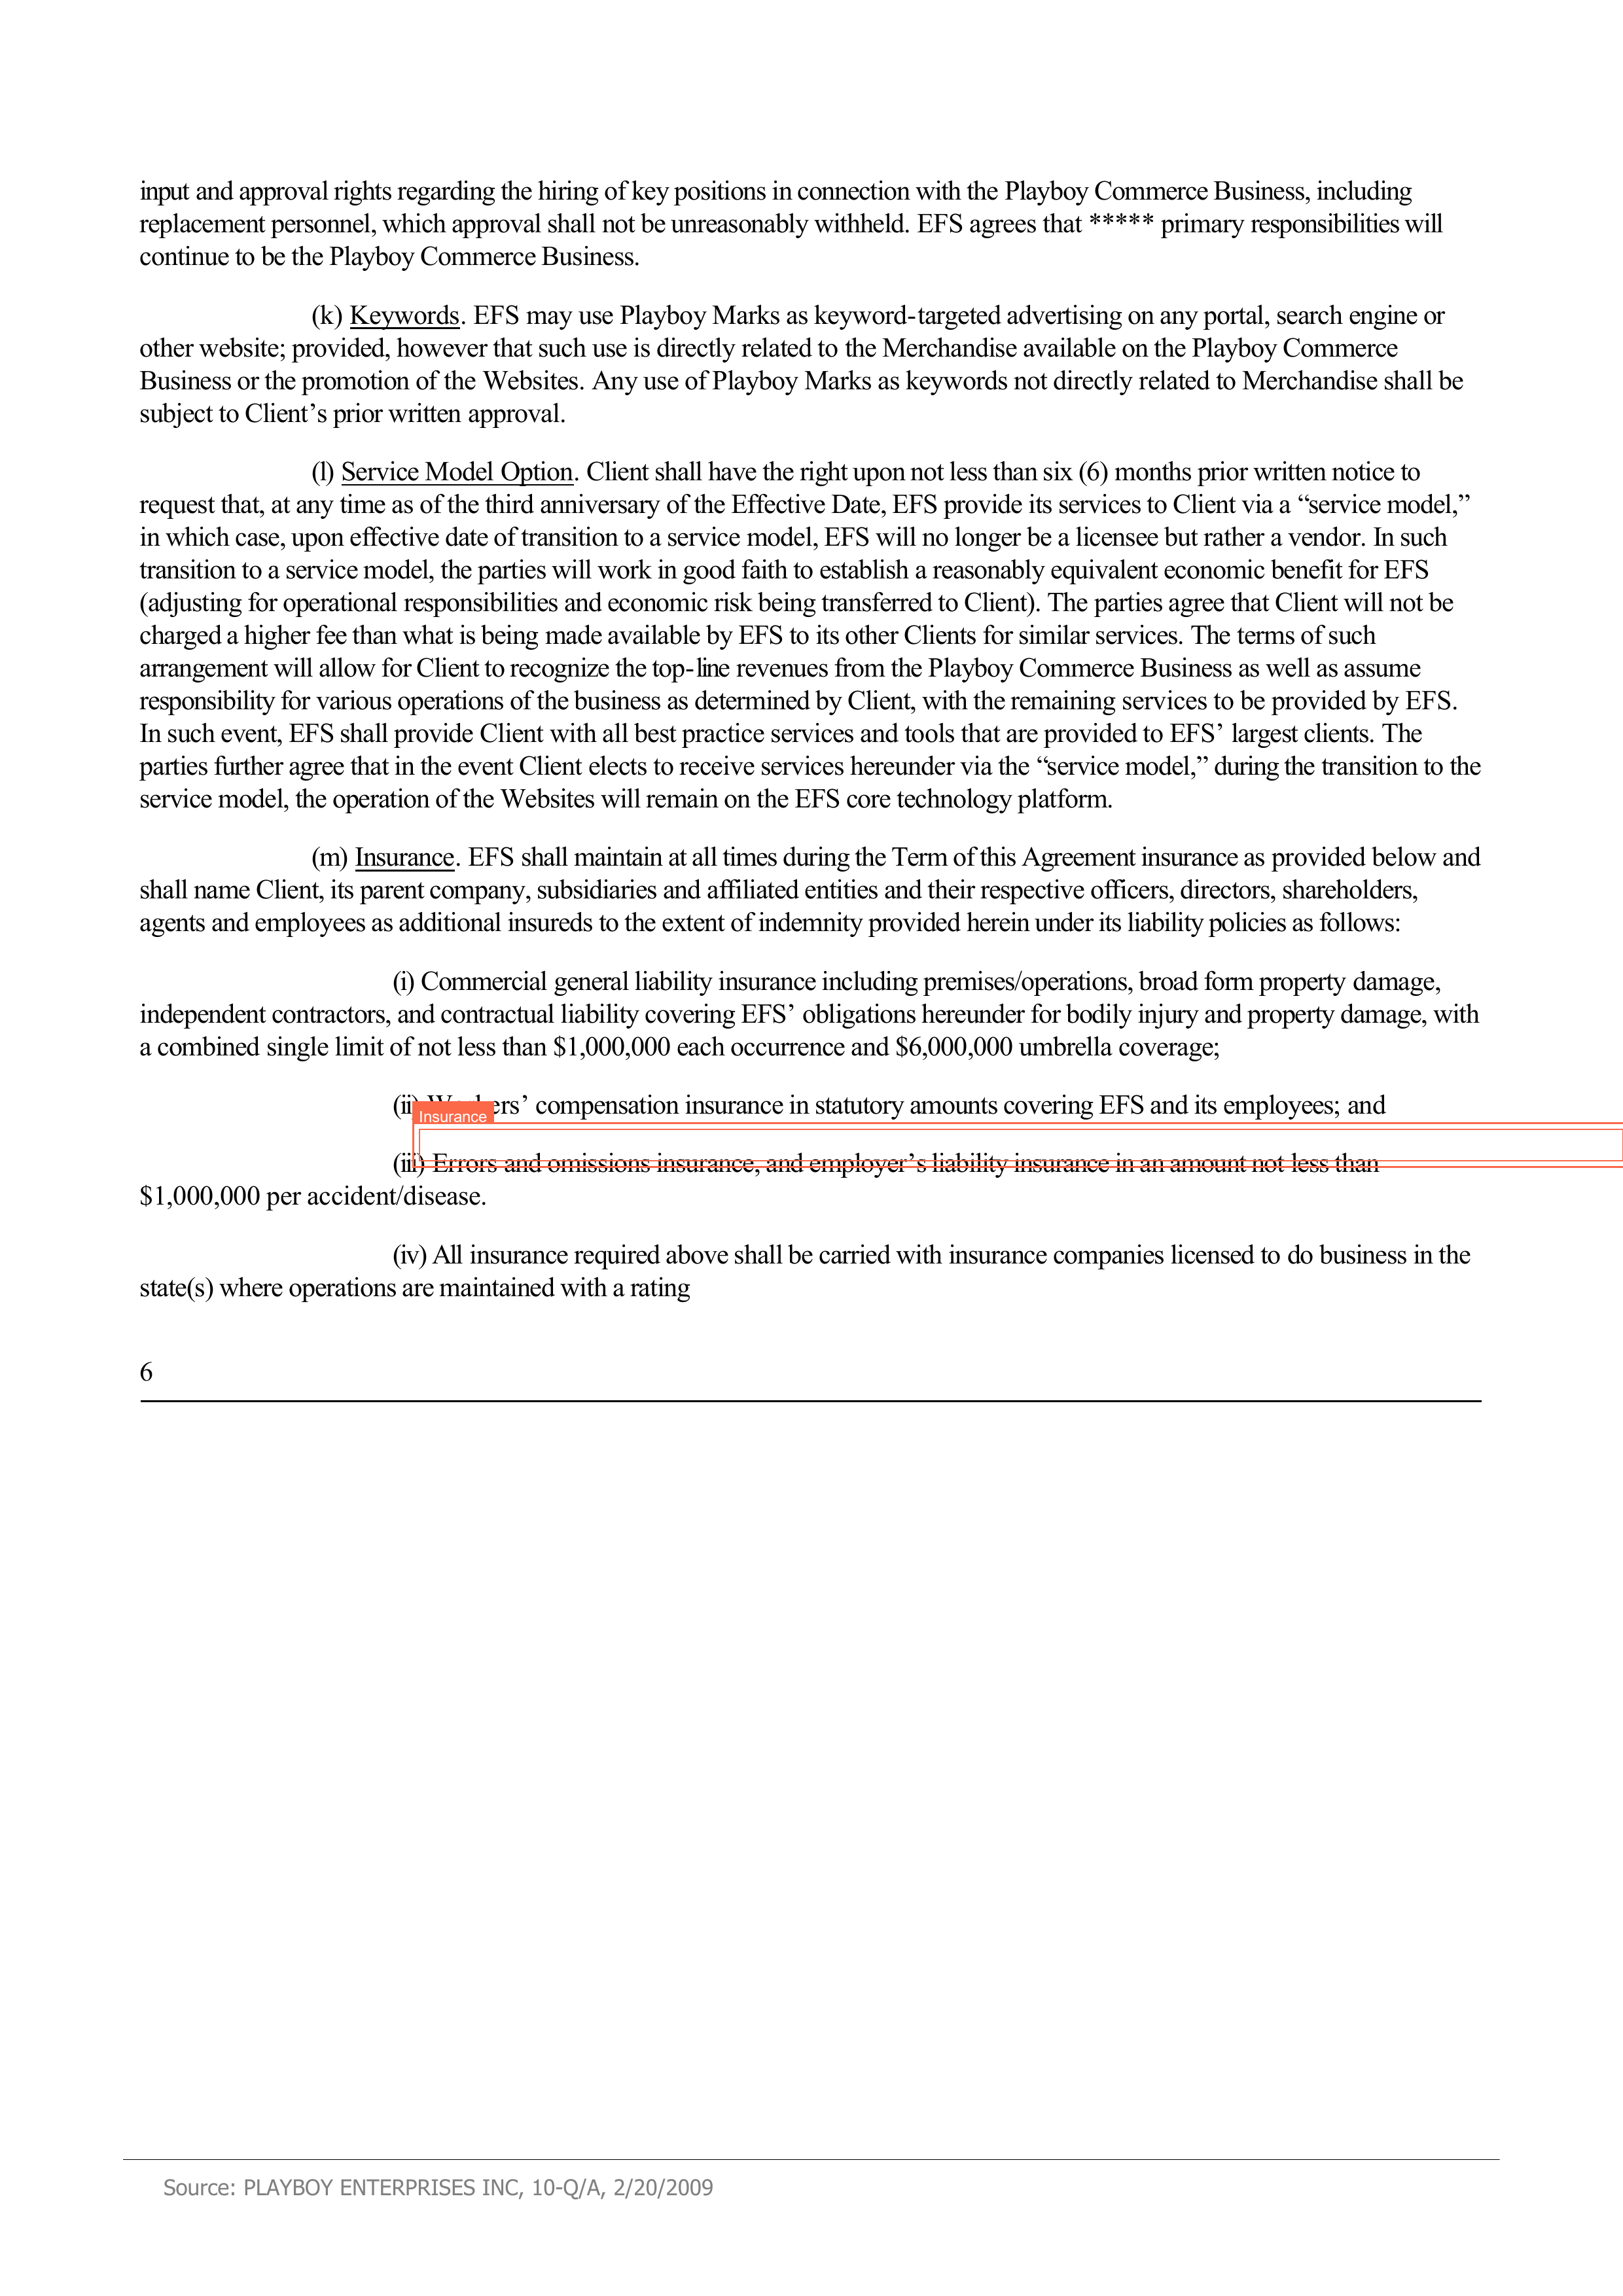 input and approval rights regarding the hiring of key positions in connection with the Playboy Commerce Business, including
replacement personnel, which approval shall not be unreasonably withheld. EFS agrees that ***** primary responsibilities will
continue to be the Playboy Commerce Business.
(k) Keywords. EFS may use Playboy Marks as keyword-targeted advertising on any portal, search engine or
other website; provided, however that such use is directly related to the Merchandise available on the Playboy Commerce
Business or the promotion of the Websites. Any use of Playboy Marks as keywords not directly related to Merchandise shall be
subject to Client’s prior written approval.
(l) Service Model Option. Client shall have the right upon not less than six (6) months prior written notice to
request that, at any time as of the third anniversary of the Effective Date, EFS provide its services to Client via a “service model,”
in which case, upon effective date of transition to a service model, EFS will no longer be a licensee but rather a vendor. In such
transition to a service model, the parties will work in good faith to establish a reasonably equivalent economic benefit for EFS
(adjusting for operational responsibilities and economic risk being transferred to Client). The parties agree that Client will not be
charged a higher fee than what is being made available by EFS to its other Clients for similar services. The terms of such
arrangement will allow for Client to recognize the top-line revenues from the Playboy Commerce Business as well as assume
responsibility for various operations of the business as determined by Client, with the remaining services to be provided by EFS.
In such event, EFS shall provide Client with all best practice services and tools that are provided to EFS’ largest clients. The
parties further agree that in the event Client elects to receive services hereunder via the “service model,” during the transition to the
service model, the operation of the Websites will remain on the EFS core technology platform.
(m) Insurance. EFS shall maintain at all times during the Term of this Agreement insurance as provided below and
shall name Client, its parent company, subsidiaries and affiliated entities and their respective officers, directors, shareholders,
agents and employees as additional insureds to the extent of indemnity provided herein under its liability policies as follows:
(i) Commercial general liability insurance including premises/operations, broad form property damage,
independent contractors, and contractual liability covering EFS’ obligations hereunder for bodily injury and property damage, with
a combined single limit of not less than $1,000,000 each occurrence and $6,000,000 umbrella coverage;
(ii) Workers’ compensation insurance in statutory amounts covering EFS and its employees; and
Insurance
(iii) Errors and omissions insurance, and employer’s liability insurance in an amount not less than
$1,000,000 per accident/disease.
(iv) All insurance required above shall be carried with insurance companies licensed to do business in the
state(s) where operations are maintained with a rating
6
Source: PLAYBOY ENTERPRISES INC, 10-Q/A, 2/20/2009